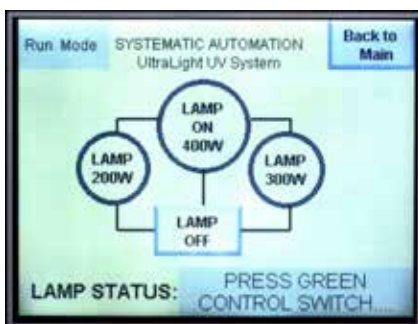 Run Mode
SYSTEMATIC AUTOMATION
UltraLight UV System
Back to
Main
LAMP
ON
400W
LAMP
200W
LAMP
300W
LAMP
OFF
LAMP STATUS:
PRESS GREEN
CONTROL SWITCH....